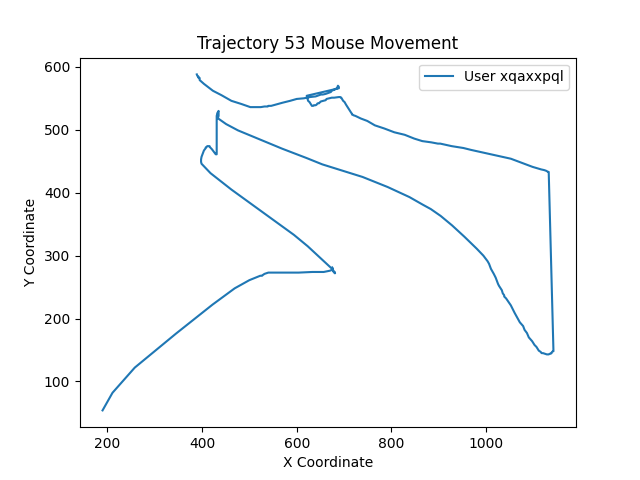 Trajectory 53 Mouse Movement
User xqaxxpql
Y Coordinate
600
500
400
300
200
100
200 400 600 800 1000
X Coordinate